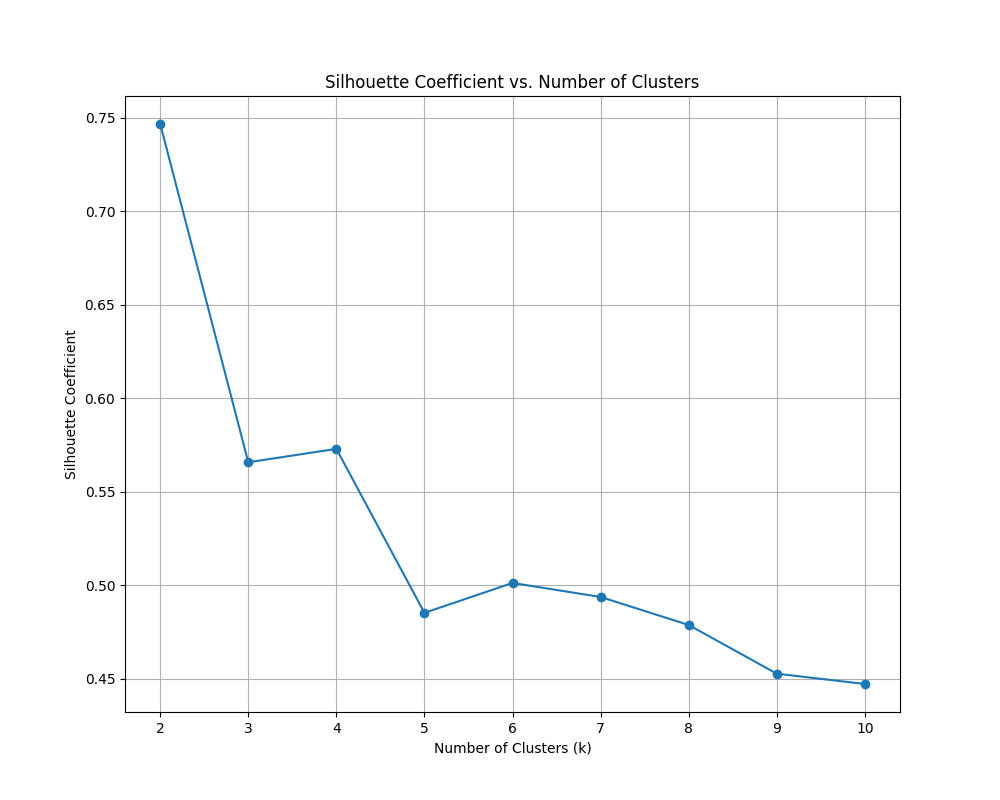 Silhouette Coefficient vs. Number of Clusters
Silhouette Coefficient
0.75
0.70
0.65
0.60
0.55
0.50
0.45
2 3 4 5 6 7 8 9 10
Number of Clusters (k)